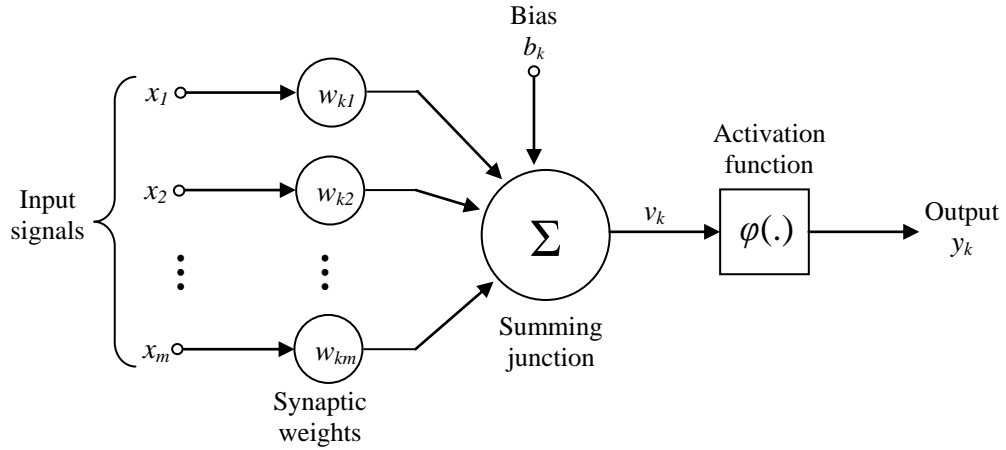 Bias
b_k
x_1
w_k1
Activation
function
x_2
w_k2
Input
signals
Σ
v_k
φ(.)
Output
y_k
x_m
w_km
Summing
junction
Synaptic
weights